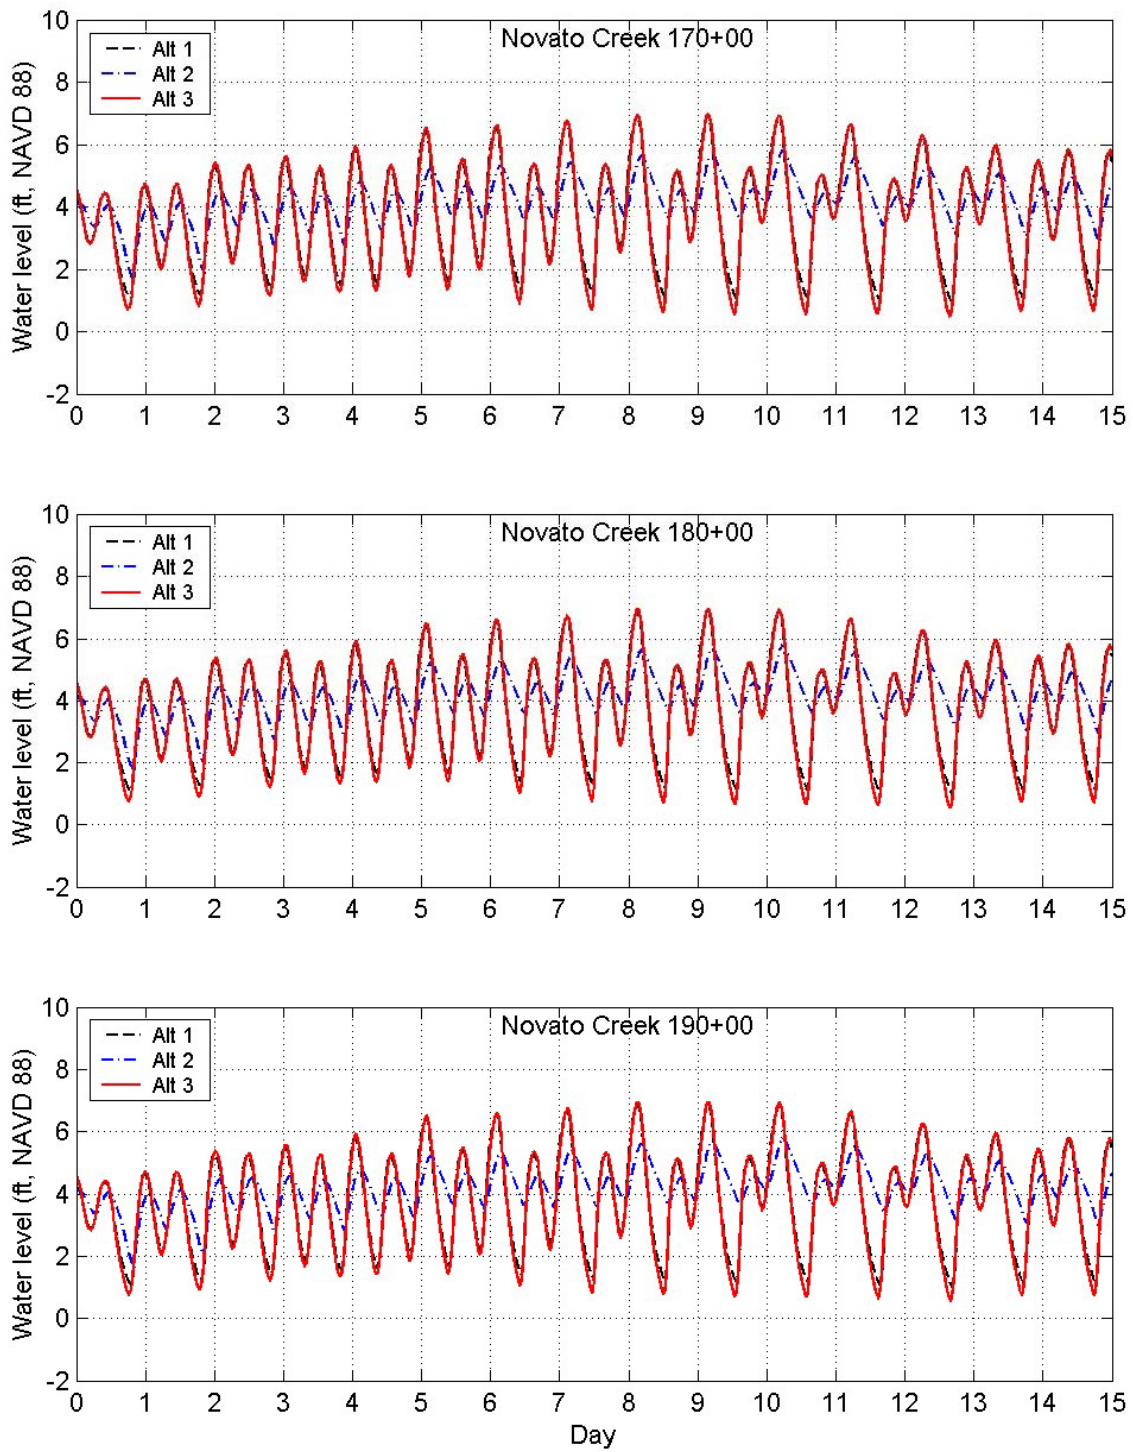 Novato Creek 170+00
Alt 1
Alt 2
Alt 3
Water level (ft, NAVD 88)
10
8
6
4
2
0
-2
0 1 2 3 4 5 6 7 8 9 10 11 12 13 14 15
Novato Creek 180+00
Alt 1
Alt 2
Alt 3
Water level (ft, NAVD 88)
10
8
6
4
2
0
-2
0 1 2 3 4 5 6 7 8 9 10 11 12 13 14 15
Novato Creek 190+00
Alt 1
Alt 2
Alt 3
Water level (ft, NAVD 88)
10
8
6
4
2
0
-2
0 1 2 3 4 5 6 7 8 9 10 11 12 13 14 15
Day